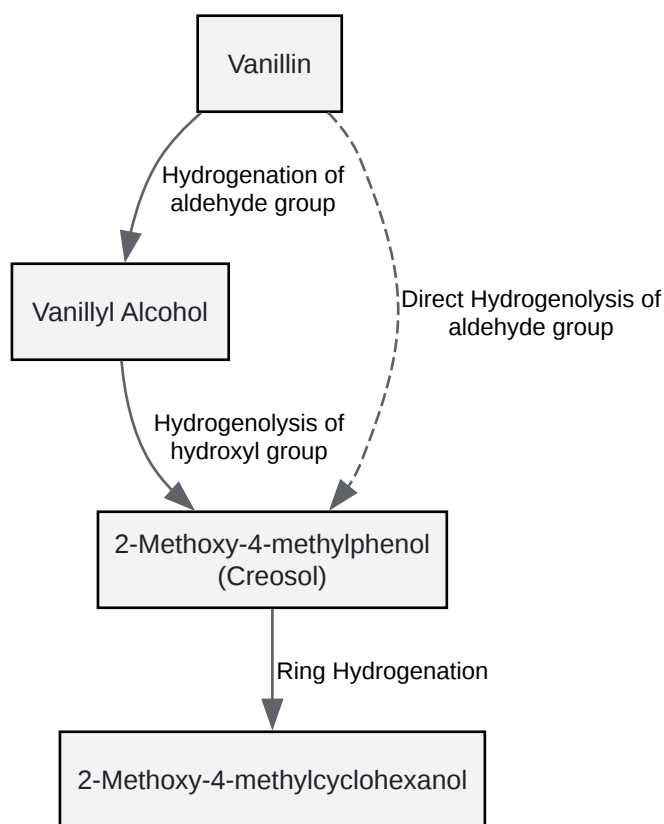 Vanillin
Hydrogenation of
aldehyde group
Vanillyl Alcohol
Direct Hydrogenolysis of
aldehyde group
Hydrogenolysis of
hydroxyl group
2-Methoxy-4-methylphenol
(Creosol)
Ring Hydrogenation
2-Methoxy-4-methylcyclohexanol